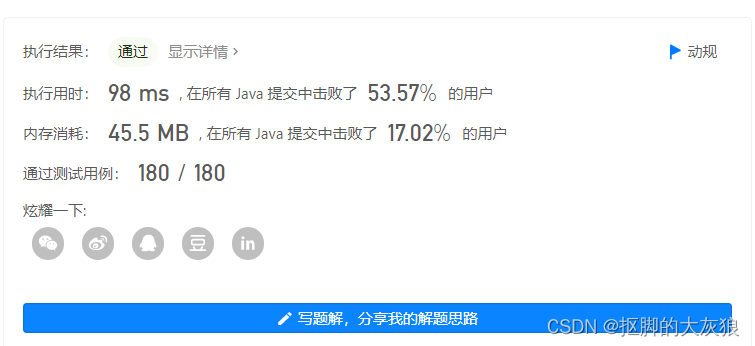 执行结果： 通过 显示详情 › 动规
执行用时： 98 ms , 在所有 Java 提交中击败了 53.57% 的用户
内存消耗： 45.5 MB , 在所有 Java 提交中击败了 17.02% 的用户
通过测试用例： 180 / 180
炫耀一下:
豆 in
写题解，分享我的解题思路
CSDN @抠脚的大灰狼